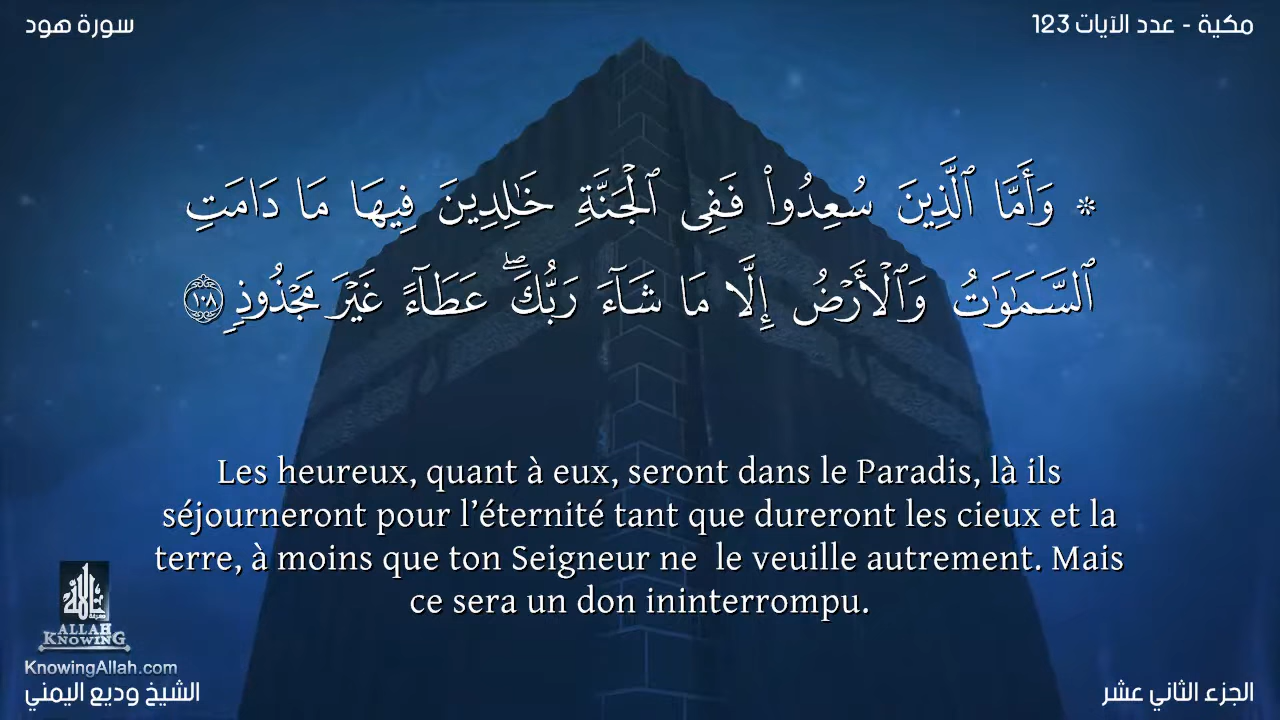 سورة هود
مكية - عدد الآيات 123
* وَأَمَّا ٱلَّذِينَ سُعِدُوا۟ فَفِى ٱلْجَنَّةِ خَـٰلِدِينَ فِيهَا مَا دَامَتِ
ٱلسَّمَـٰوَٰتُ وَٱلْأَرْضُ إِلَّا مَا شَآءَ رَبُّكَ ۖ عَطَآءً غَيْرَ مَجْذُوذٍ ١٠٨
Les heureux, quant à eux, seront dans le Paradis, là ils
séjourneront pour l’éternité tant que dureront les cieux et la
terre, à moins que ton Seigneur ne  le veuille autrement. Mais
ce sera un don ininterrompu.
ALLAH
KNOWING
KnowingAllah.com
الشيخ وديع اليمني
الجزء الثاني عشر